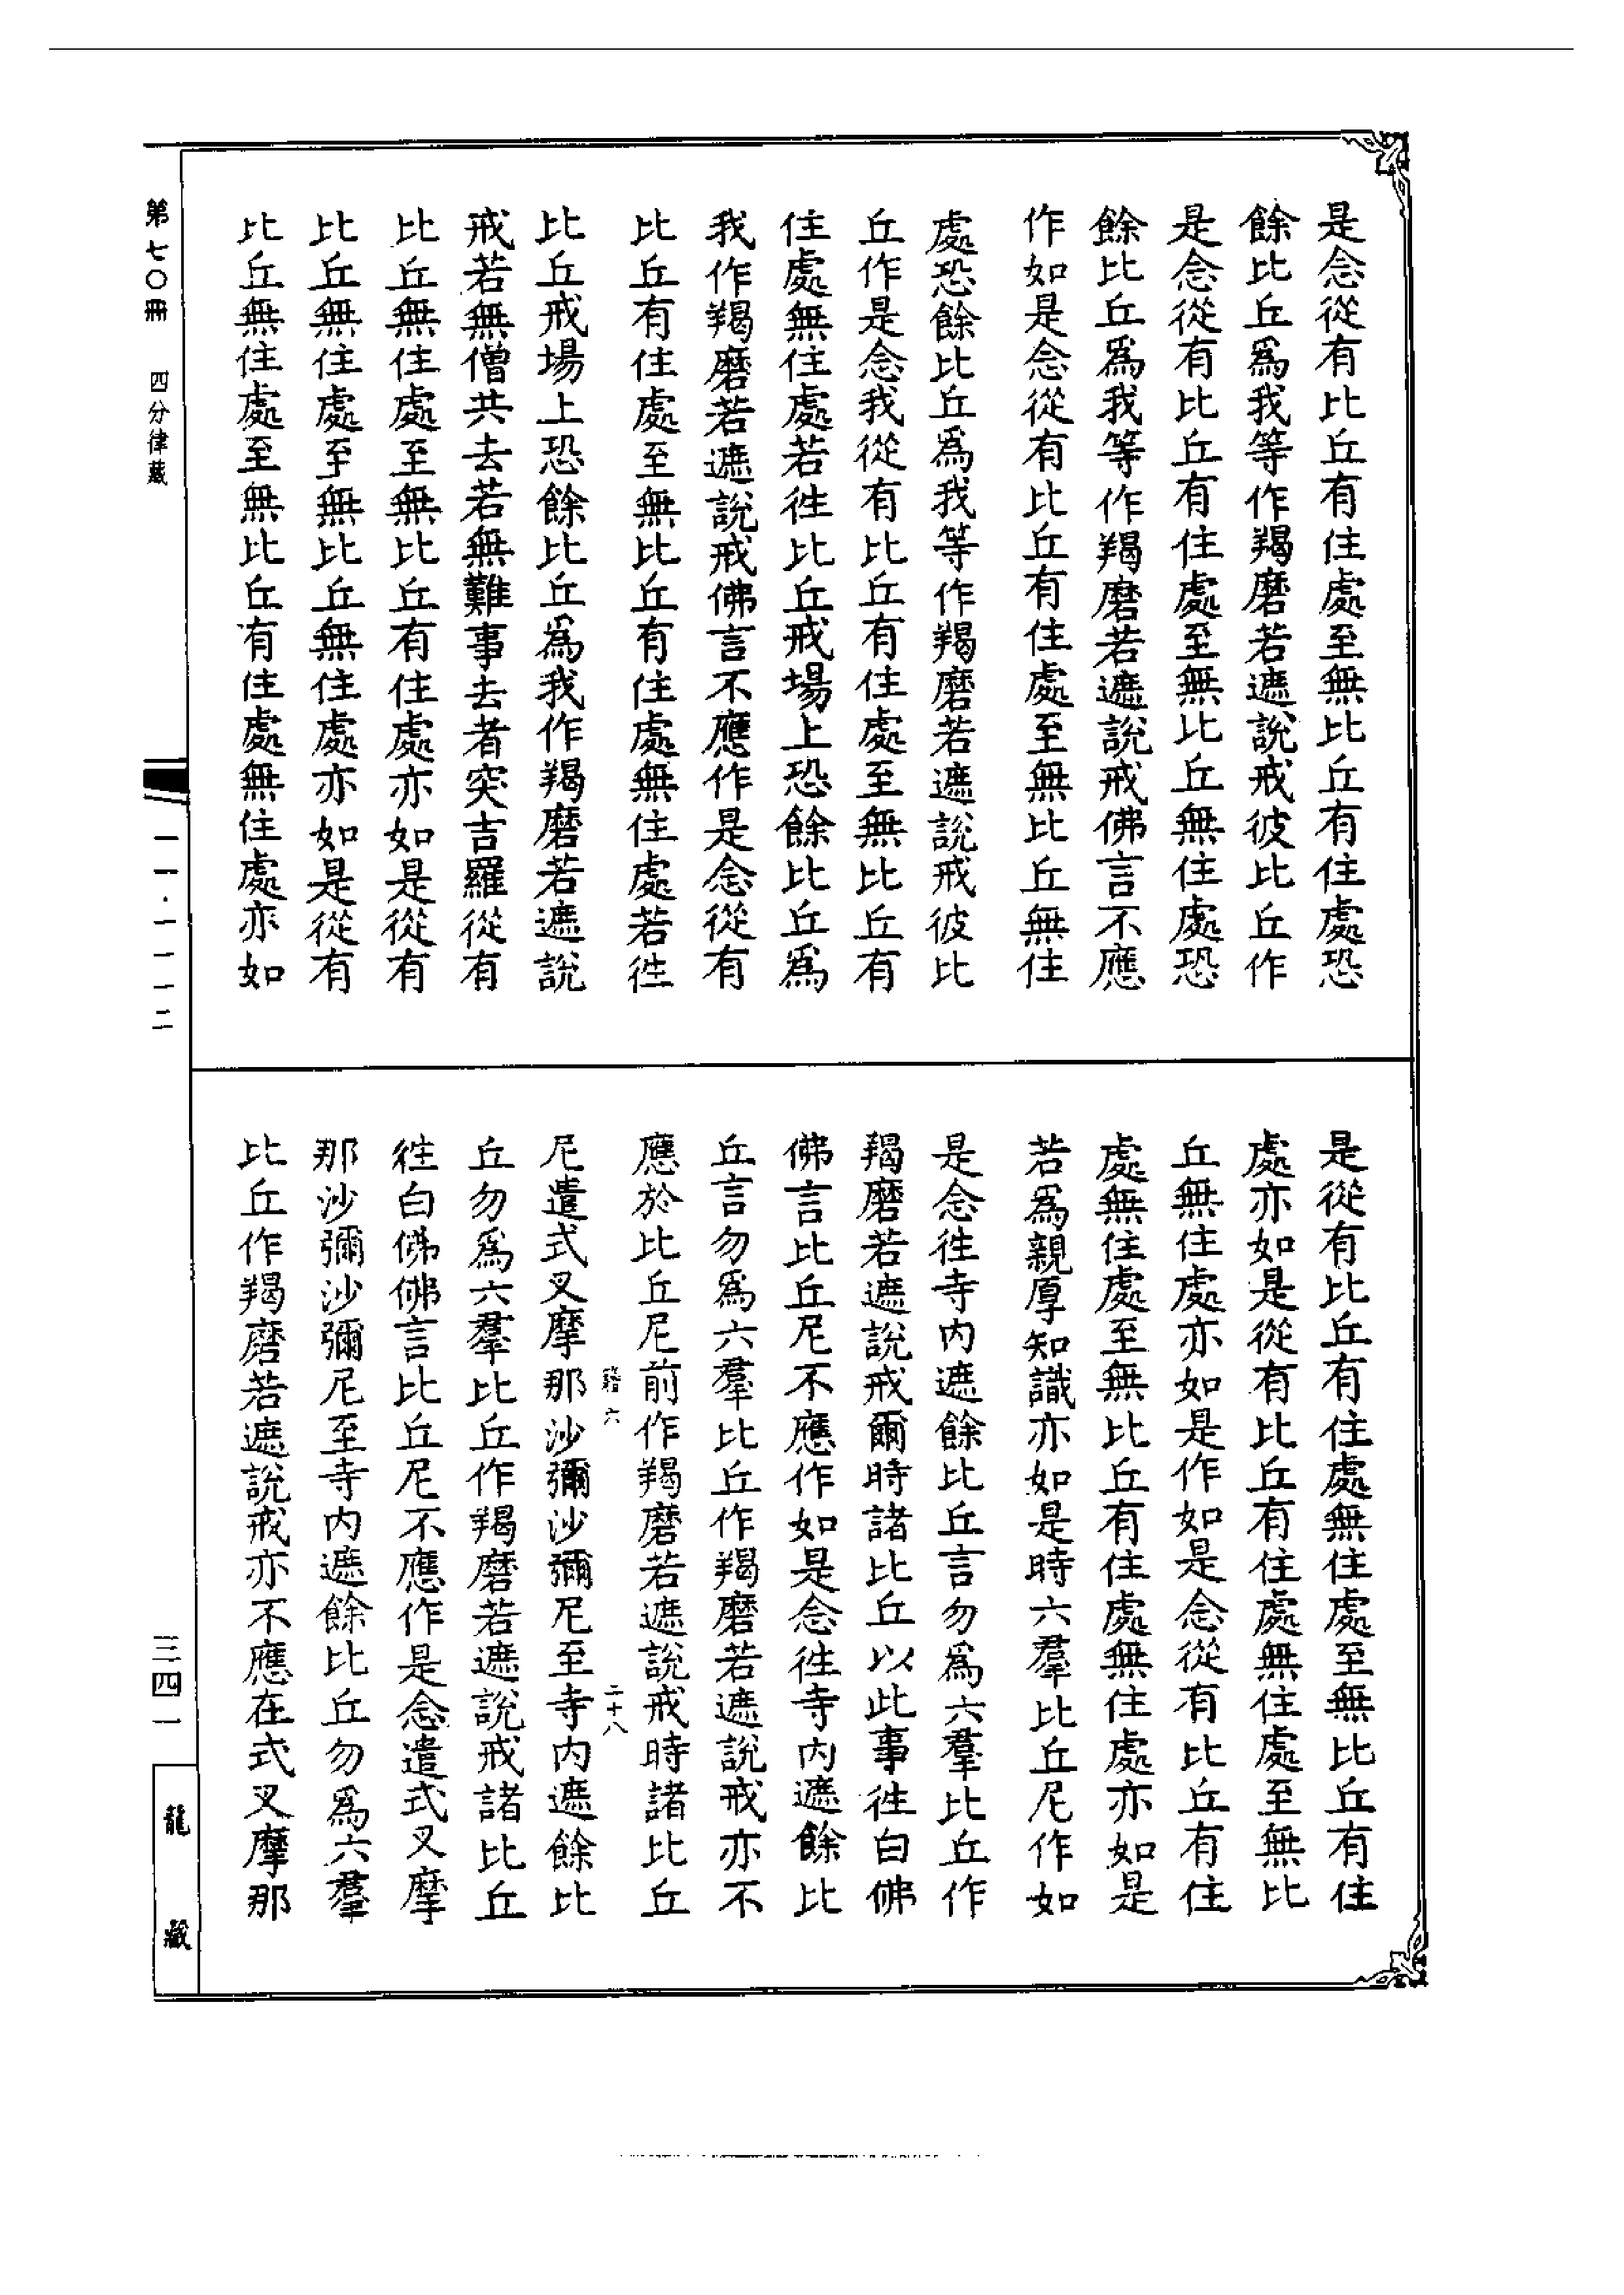 是念從有比丘有住處至無比丘有住處恐
餘比丘爲我等作羯磨若遮說戒彼比丘作
是念從有比丘有住處至無比丘無住處恐
餘比丘爲我等作羯磨若遮說戒佛言不應
作如是念從有比丘有住處至無比丘無住
處恐餘比丘爲我等作羯磨若遮說戒彼比
丘作是念我從有比丘有住處至無比丘有
住處無住處若徃比丘戒場上恐餘比丘爲
我作羯磨若遮說戒佛言不應作是念從有
比丘有住處至無比丘有住處無住處若徃
比丘戒場上恐餘比丘爲我作羯磨若遮說
戒若無僧共去若無難事去者突吉羅從有
比丘無住處至無比丘有住處亦如是從有
比丘無住處至無比丘無住處亦如是從有
比丘無住處至無比丘有住處無住處亦如
是從有比丘有住處無住處至無比丘有住
處亦如是從有比丘有住處無住處至無比
丘無住處亦如是作如是念從有比丘有住
處無住處至無比丘有住處無住處亦如是
若爲親厚知識亦如是時六羣比丘尼作如
是念徃寺內遮餘比丘言勿爲六羣比丘作
羯磨若遮說戒爾時諸比丘以此事徃白佛
佛言比丘尼不應作如是念徃寺內遮餘比
丘言勿爲六羣比丘作羯磨若遮說戒亦不
應於比丘尼前作羯磨若遮說戒時諸比丘
籍六 二十八
尼遣式叉摩那沙彌沙彌尼至寺內遮餘比
丘勿爲六羣比丘作羯磨若遮說戒諸比丘
徃白佛佛言比丘尼不應作是念遣式叉摩
那沙彌沙彌尼至寺內遮餘比丘勿爲六羣
比丘作羯磨若遮說戒亦不應在式叉摩那
第七〇冊 四分律藏
一一·一一一二
三四一
龍藏